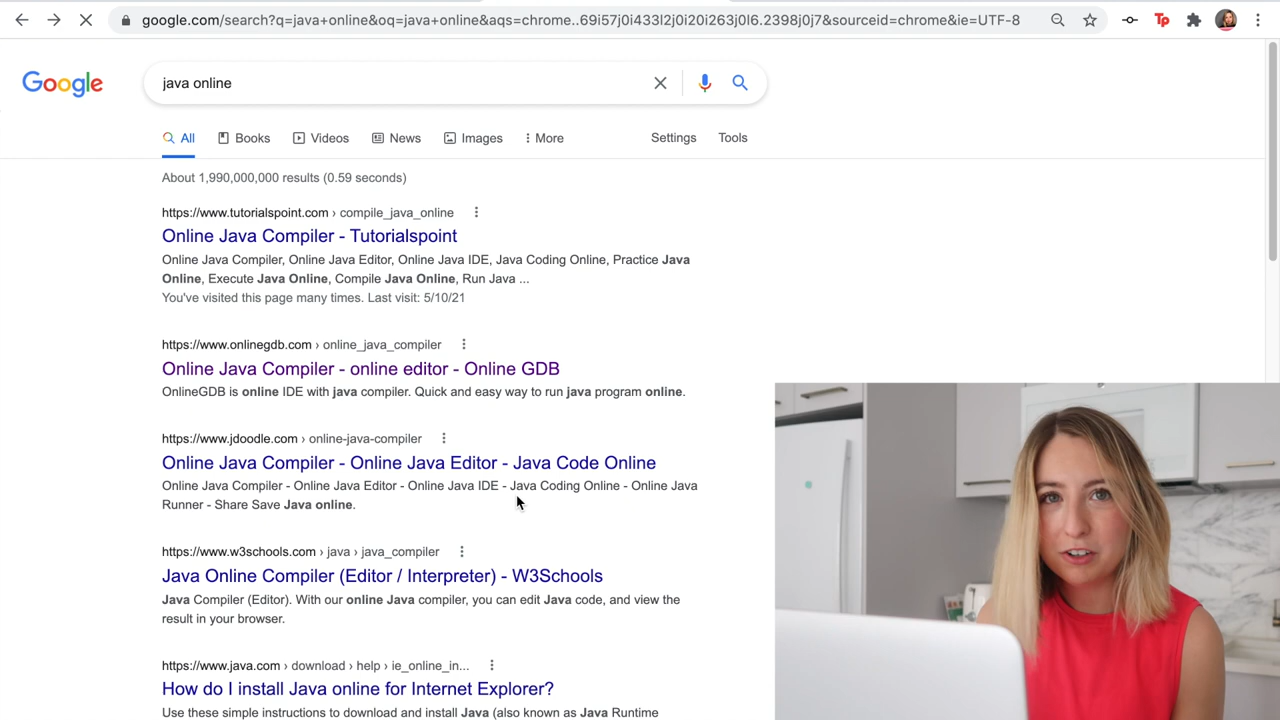 google.com/search?q=java+online&oq=java+online&aqs=chrome..69i57j0i433l2j0i20i263j0l6.2398j0j7&sourceid=chrome&ie=UTF-8
Tp
Google
java online
All Books Videos News Images More Settings Tools
About 1,990,000,000 results (0.59 seconds)
https://www.tutorialspoint.com › compile_java_online
Online Java Compiler - Tutorialspoint
Online Java Compiler, Online Java Editor, Online Java IDE, Java Coding Online, Practice Java
Online, Execute Java Online, Compile Java Online, Run Java ...
You've visited this page many times. Last visit: 5/10/21
https://www.onlinegdb.com › online_java_compiler
Online Java Compiler - online editor - Online GDB
OnlineGDB is online IDE with java compiler. Quick and easy way to run java program online.
https://www.jdoodle.com › online-java-compiler
Online Java Compiler - Online Java Editor - Java Code Online
Online Java Compiler - Online Java Editor - Online Java IDE - Java Coding Online - Online Java
Runner - Share Save Java online.
https://www.w3schools.com › java › java_compiler
Java Online Compiler (Editor / Interpreter) - W3Schools
Java Compiler (Editor). With our online Java compiler, you can edit Java code, and view the
result in your browser.
https://www.java.com › download › help › ie_online_in...
How do I install Java online for Internet Explorer?
Use these simple instructions to download and install Java (also known as Java Runtime